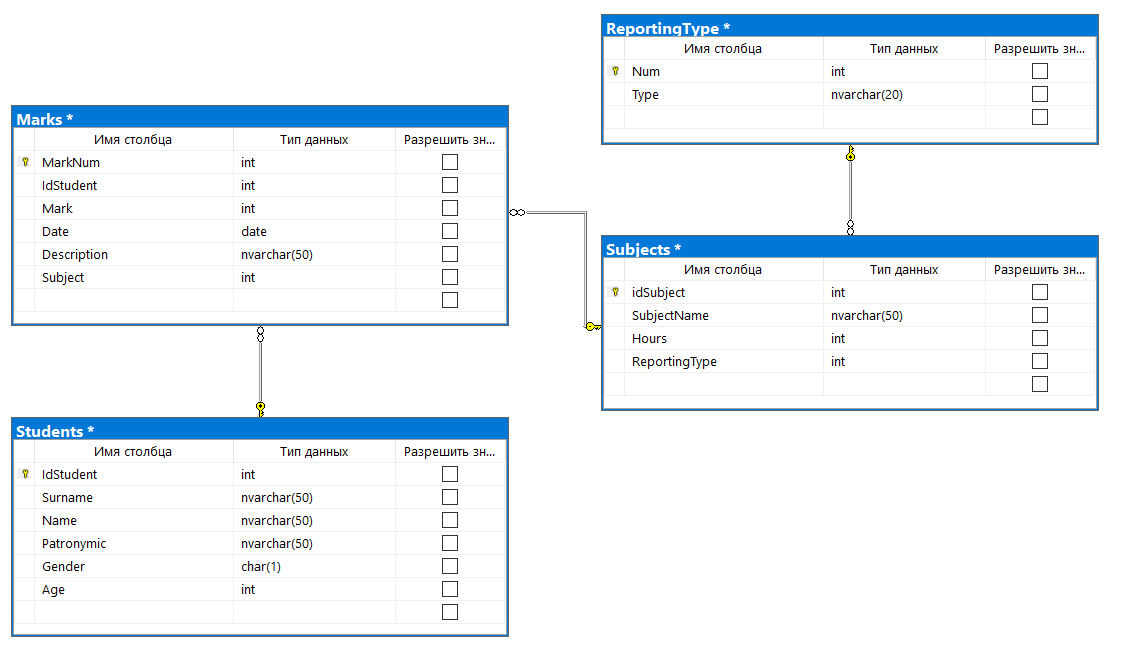 ReportingType *
Имя столбца Тип данных Разрешить зн...
Num int
Type nvarchar(20)
Marks *
Имя столбца Тип данных Разрешить зн...
MarkNum int
IdStudent int
Mark int
Date date
Description nvarchar(50)
Subject int
Subjects *
Имя столбца Тип данных Разрешить зн...
idSubject int
SubjectName nvarchar(50)
Hours int
ReportingType int
Students *
Имя столбца Тип данных Разрешить зн...
IdStudent int
Surname nvarchar(50)
Name nvarchar(50)
Patronymic nvarchar(50)
Gender char(1)
Age int